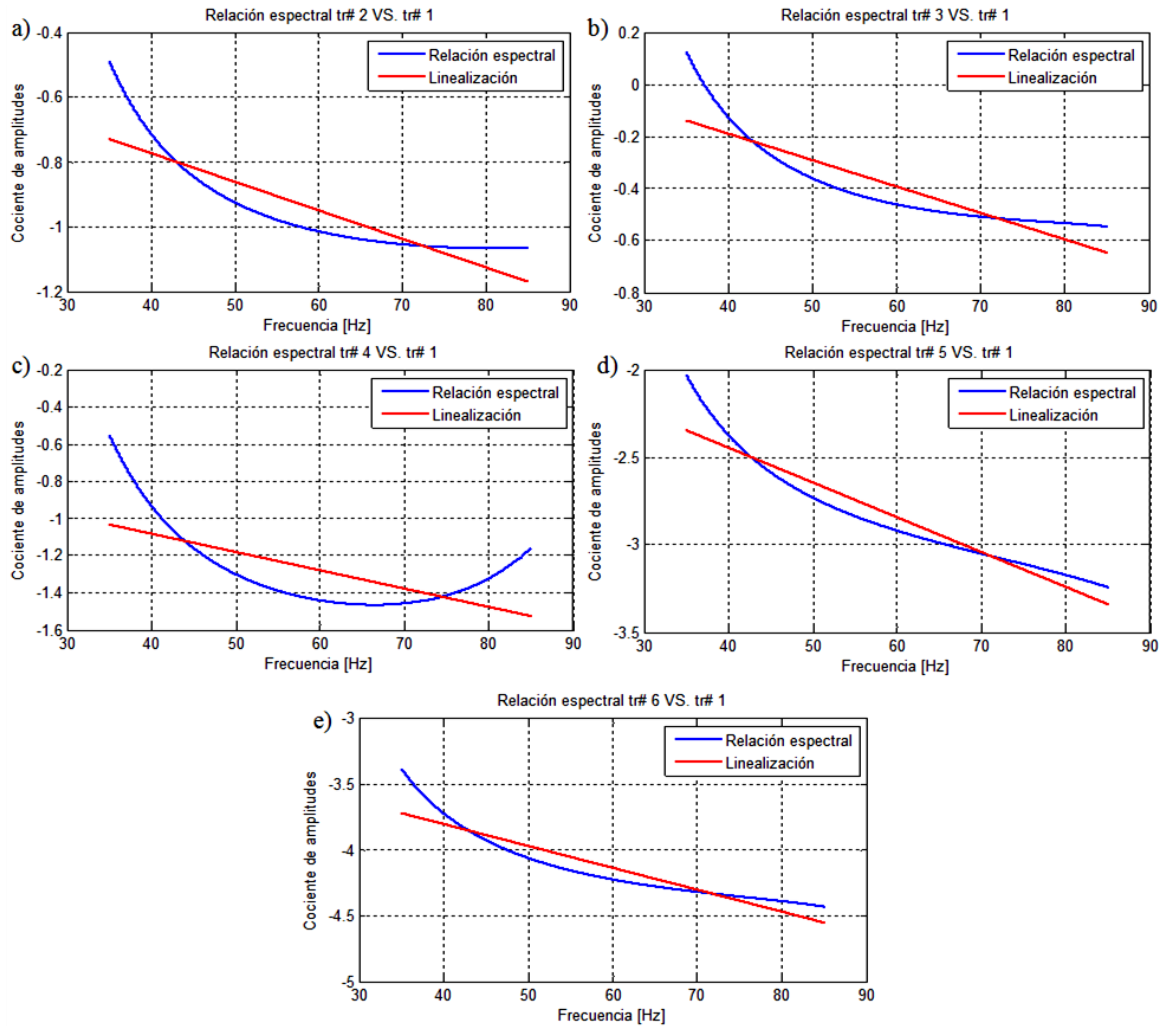 a)
Relación espectral tr# 2 VS. tr# 1
Relación espectral
Linealización
Cociente de amplitudes
-0.4
-0.6
-0.8
-1
-1.2
30 40 50 60 70 80 90
Frecuencia [Hz]
b)
Relación espectral tr# 3 VS. tr# 1
Relación espectral
Linealización
Cociente de amplitudes
0.2
0
-0.2
-0.4
-0.6
-0.8
30 40 50 60 70 80 90
Frecuencia [Hz]
c)
Relación espectral tr# 4 VS. tr# 1
Relación espectral
Linealización
Cociente de amplitudes
-0.2
-0.4
-0.6
-0.8
-1
-1.2
-1.4
-1.6
30 40 50 60 70 80 90
Frecuencia [Hz]
d)
Relación espectral tr# 5 VS. tr# 1
Relación espectral
Linealización
Cociente de amplitudes
-2
-2.5
-3
-3.5
30 40 50 60 70 80 90
Frecuencia [Hz]
e)
Relación espectral tr# 6 VS. tr# 1
Relación espectral
Linealización
Cociente de amplitudes
-3
-3.5
-4
-4.5
-5
30 40 50 60 70 80 90
Frecuencia [Hz]